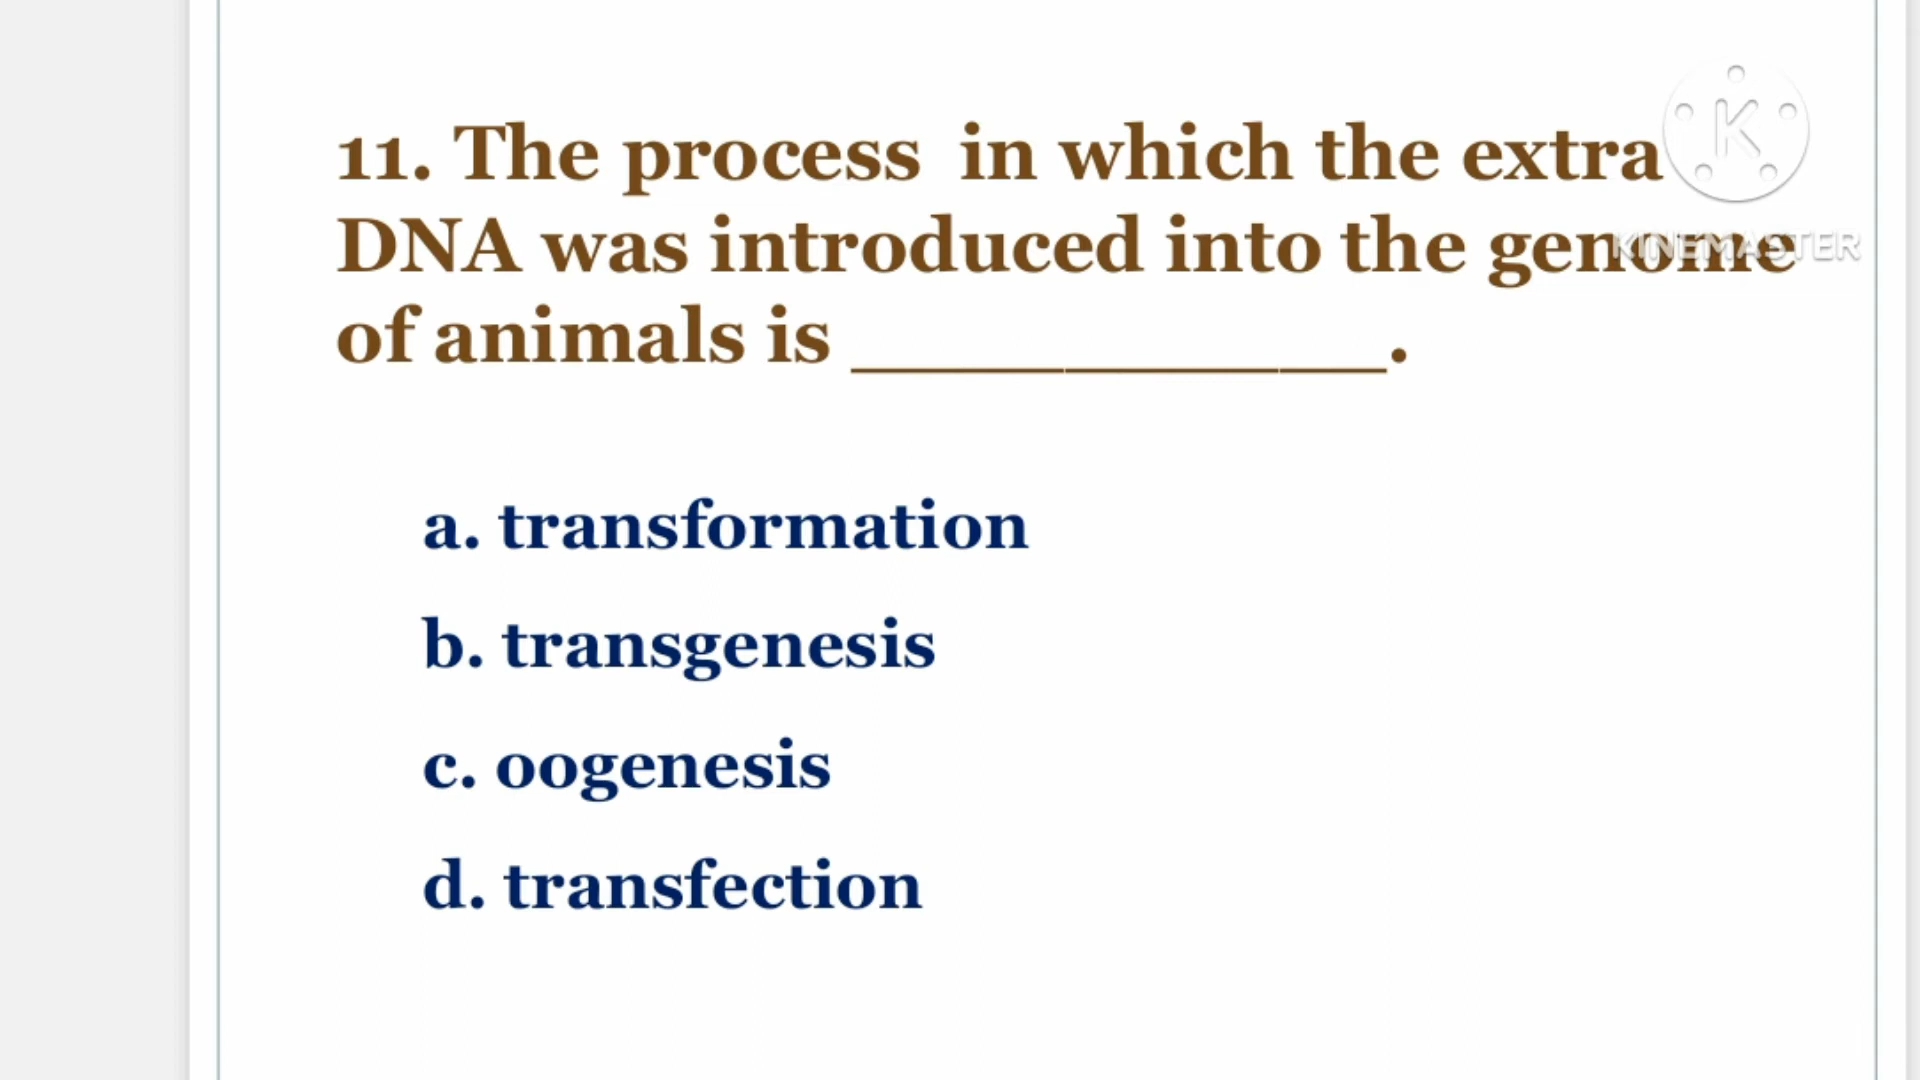 11. The process in which the extra
DNA was introduced into the genome
of animals is _______________.
a. transformation
b. transgenesis
c. oogenesis
d. transfection
K
KINEMASTER